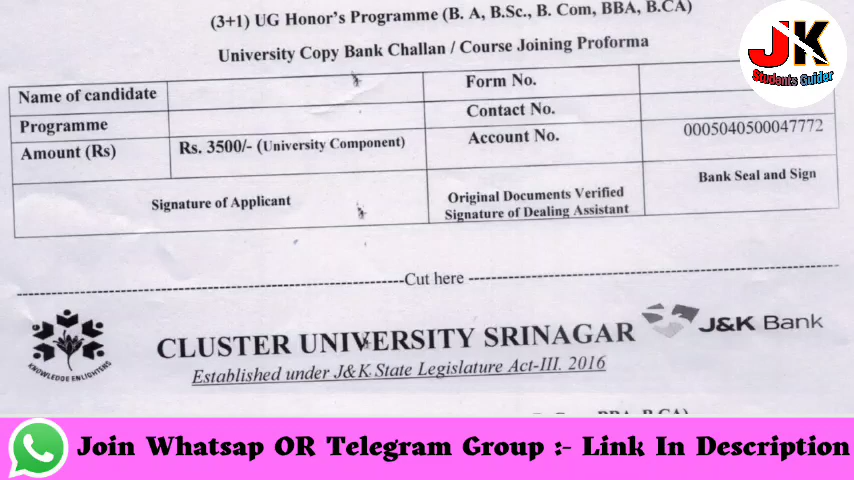 (3+1) UG Honor's Programme (B. A, B.Sc., B. Com, BBA, B.CA)
University Copy Bank Challan / Course Joining Proforma
JK
Students Guider
Name of candidate
Form No.
Programme
Contact No.
Amount (Rs)
Rs. 3500/- (University Component)
Account No.
0005040500047772
Signature of Applicant
Original Documents Verified
Signature of Dealing Assistant
Bank Seal and Sign
Cut here
KNOWLEDGE ENLIGHTENS
CLUSTER UNIVERSITY SRINAGAR
J&K Bank
Established under J&K State Legislature Act-III. 2016
BBA, B.CA)
Join Whatsap OR Telegram Group :- Link In Description